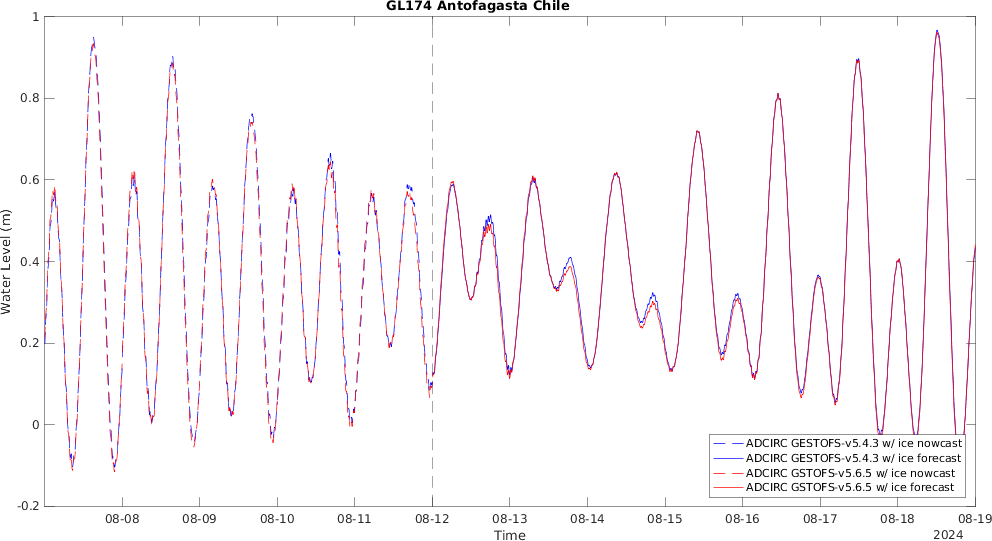 GL174 Antofagasta Chile
1
0.8
0.6
0.4
0.2
0
-0.2
Water Level (m)
ADCIRC GESTOFS-v5.4.3 w/ ice nowcast
ADCIRC GESTOFS-v5.4.3 w/ ice forecast
ADCIRC GSTOFS-v5.6.5 w/ ice nowcast
ADCIRC GSTOFS-v5.6.5 w/ ice forecast
08-08 08-09 08-10 08-11 08-12 08-13 08-14 08-15 08-16 08-17 08-18 08-19
Time
2024